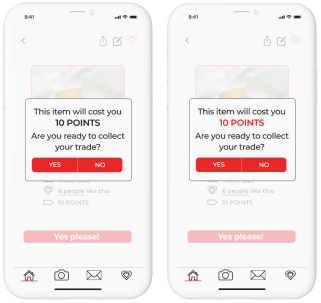 9:41
This item will cost you
10 POINTS
Are you ready to collect
your trade?
YES NO
6 people like this
10 POINTS
Yes please!
9:41
This item will cost you
10 POINTS
Are you ready to collect
your trade?
YES NO
6 people like this
10 POINTS
Yes please!